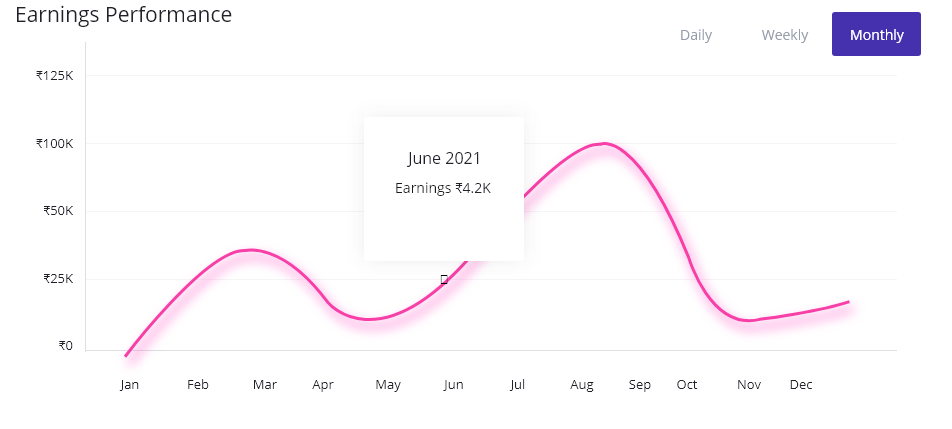 Earnings Performance
Daily Weekly Monthly
₹125K
₹100K
₹50K
₹25K
₹0
June 2021
Earnings ₹4.2K
Jan Feb Mar Apr May Jun Jul Aug Sep Oct Nov Dec